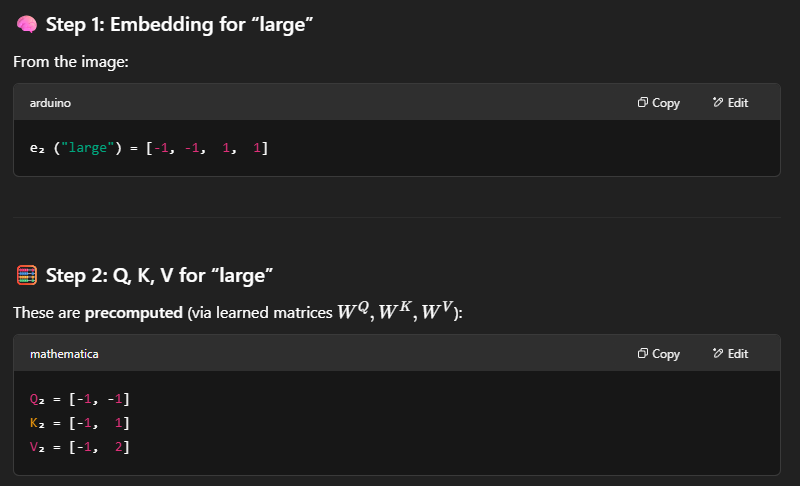 🧠 Step 1: Embedding for “large”
From the image:
arduino Copy Edit
e₂ ("large") = [-1, -1,  1,  1]
🧮 Step 2: Q, K, V for “large”
These are precomputed (via learned matrices W^Q, W^K, W^V):
mathematica Copy Edit
Q₂ = [-1, -1]
K₂ = [-1,  1]
V₂ = [-1,  2]